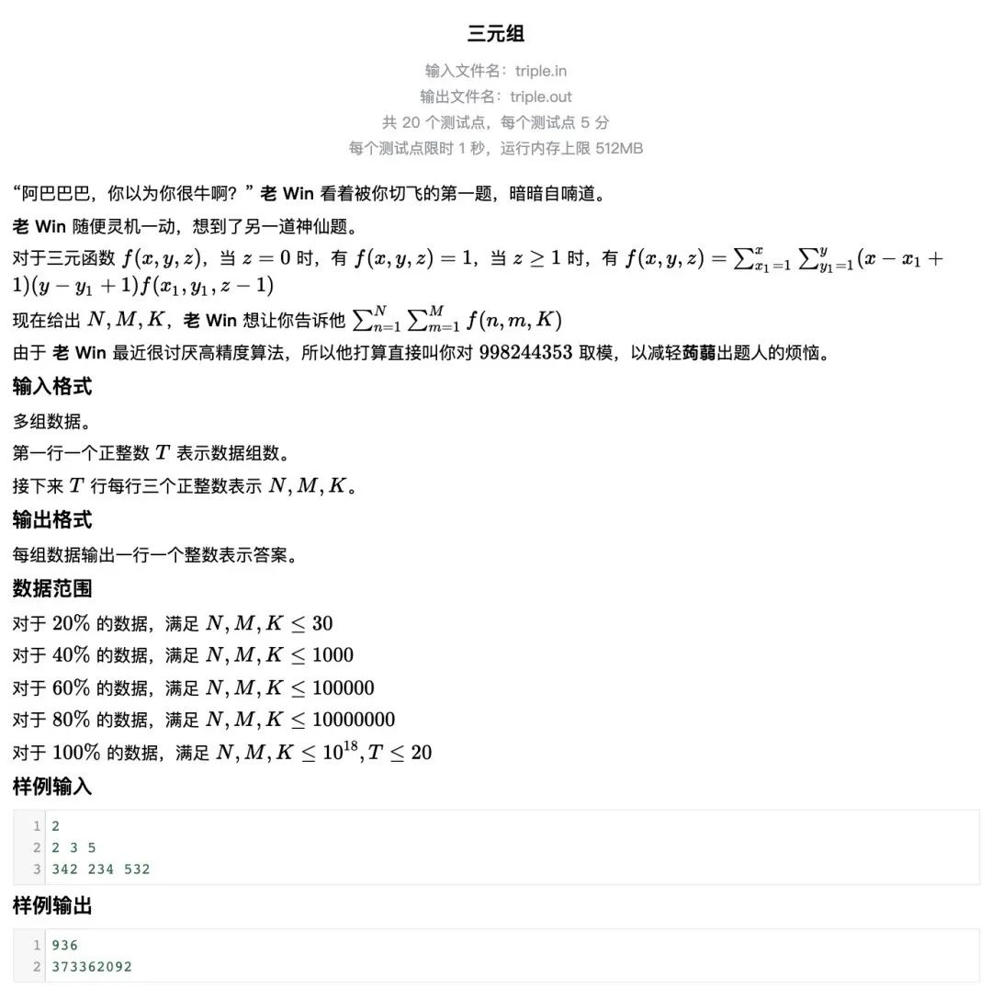 三元组
输入文件名：triple.in
输出文件名：triple.out
共 20 个测试点，每个测试点 5 分
每个测试点限时 1 秒，运行内存上限 512MB
“阿巴巴巴，你以为你很牛啊？” 老 Win 看着被你切飞的第一题，暗暗自喃道。
老 Win 随便灵机一动，想到了另一道神仙题。
对于三元函数 f(x, y, z)，当 z = 0 时，有 f(x, y, z) = 1，当 z ≥ 1 时，有 f(x, y, z) = ∑_{x_1=1}^{x} ∑_{y_1=1}^{y} (x − x_1 +
1)(y − y_1 + 1)f(x_1, y_1, z − 1)
现在给出 N, M, K，老 Win 想让你告诉他 ∑_{n=1}^{N} ∑_{m=1}^{M} f(n, m, K)
由于 老 Win 最近很讨厌高精度算法，所以他打算直接叫你对 998244353 取模，以减轻蒟蒻出题人的烦恼。
输入格式
多组数据。
第一行一个正整数 T 表示数据组数。
接下来 T 行每行三个正整数表示 N, M, K。
输出格式
每组数据输出一行一个整数表示答案。
数据范围
对于 20% 的数据，满足 N, M, K ≤ 30
对于 40% 的数据，满足 N, M, K ≤ 1000
对于 60% 的数据，满足 N, M, K ≤ 100000
对于 80% 的数据，满足 N, M, K ≤ 10000000
对于 100% 的数据，满足 N, M, K ≤ 10^{18}, T ≤ 20
样例输入
1 2
2 2 3 5
3 342 234 532
样例输出
1 936
2 373362092